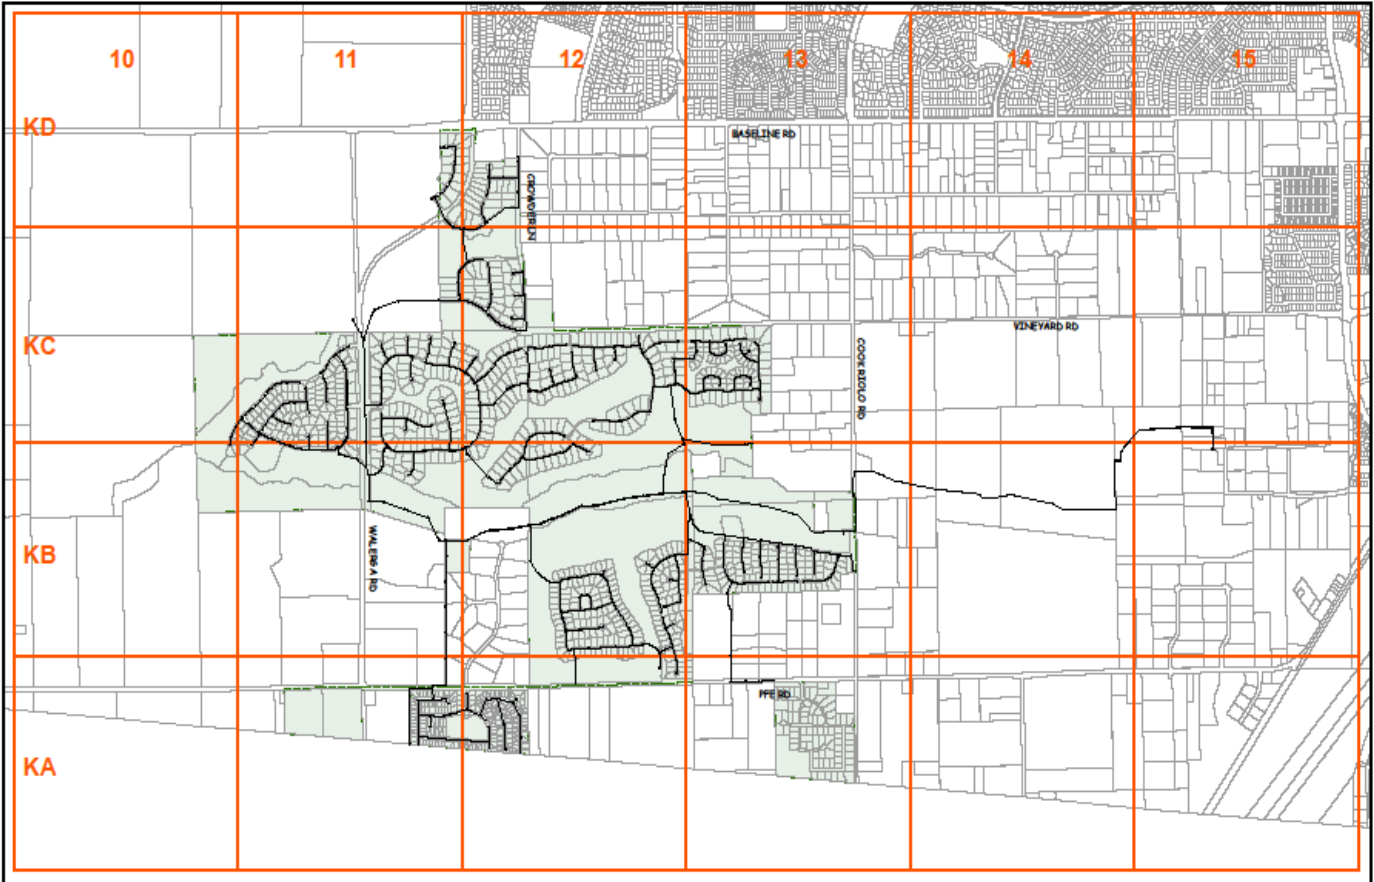 10
11
12
13
14
15
KD
BASELINE RD
CROWDER LN
KC
VINEYARD RD
COOK RIOLO RD
KB
WALERGA RD
PFE RD
KA